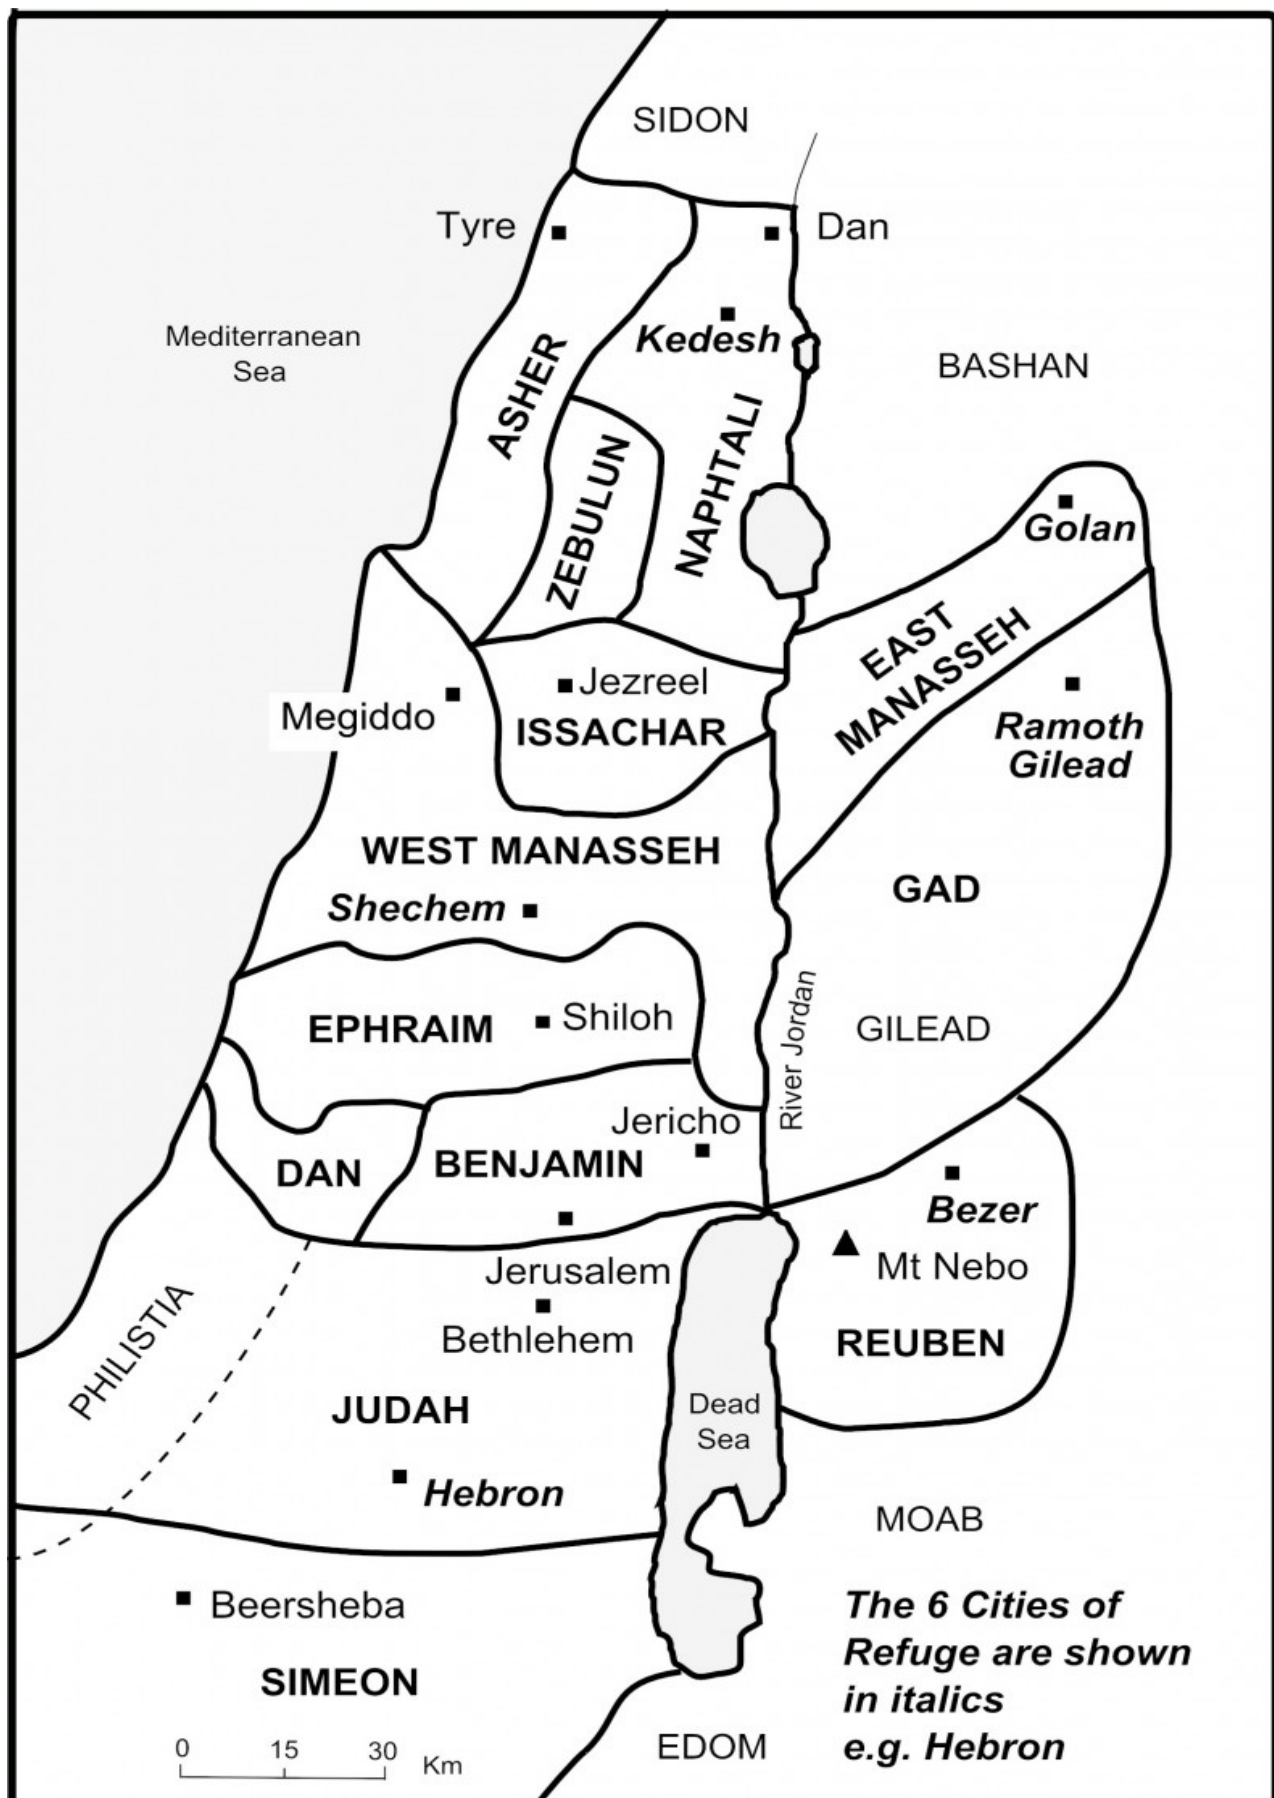 SIDON
Tyre
Dan
Mediterranean
Sea
Kedesh
BASHAN
ASHER
NAPHTALI
ZEBULUN
Golan
EAST
MANASSEH
Jezreel
Megiddo
ISSACHAR
Ramoth
Gilead
WEST MANASSEH
GAD
Shechem
River Jordan
EPHRAIM
Shiloh
GILEAD
Jericho
DAN
BENJAMIN
Bezer
Jerusalem
Mt Nebo
PHILISTIA
Bethlehem
REUBEN
JUDAH
Dead
Sea
Hebron
MOAB
Beersheba
The 6 Cities of
Refuge are shown
in italics
e.g. Hebron
SIMEON
EDOM
0 15 30 Km